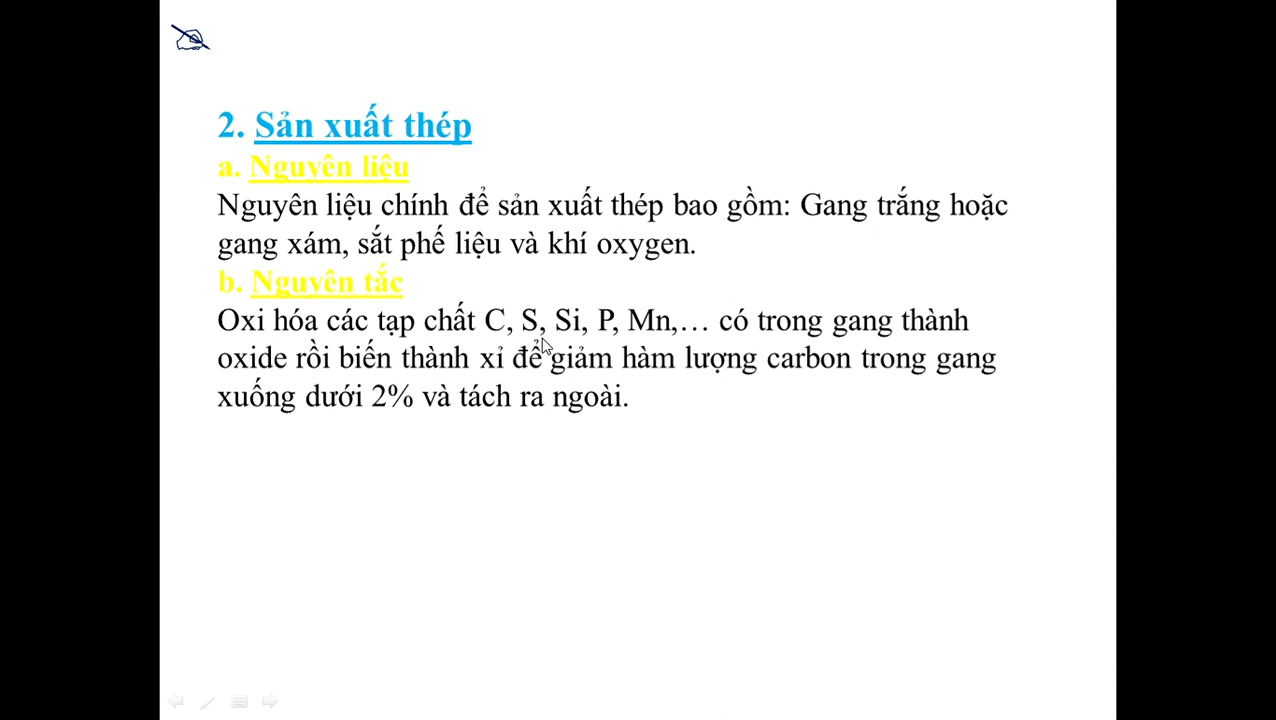 2. Sản xuất thép
a. Nguyên liệu
Nguyên liệu chính để sản xuất thép bao gồm: Gang trắng hoặc
gang xám, sắt phế liệu và khí oxygen.
b. Nguyên tắc
Oxi hóa các tạp chất C, S, Si, P, Mn,… có trong gang thành
oxide rồi biến thành xỉ để giảm hàm lượng carbon trong gang
xuống dưới 2% và tách ra ngoài.